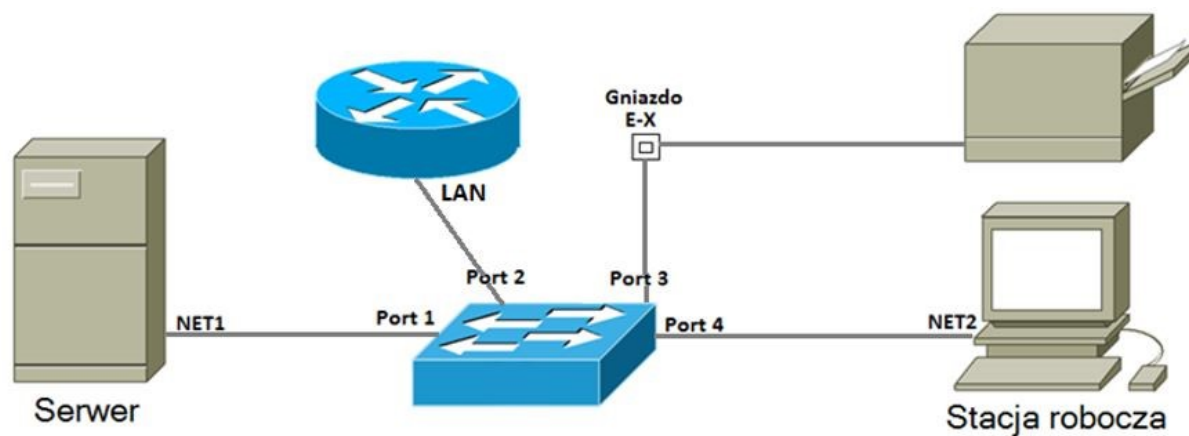 Gniazdo
E-X
LAN
Port 2
Port 3
NET1
Port 1
Port 4
NET2
Serwer
Stacja robocza